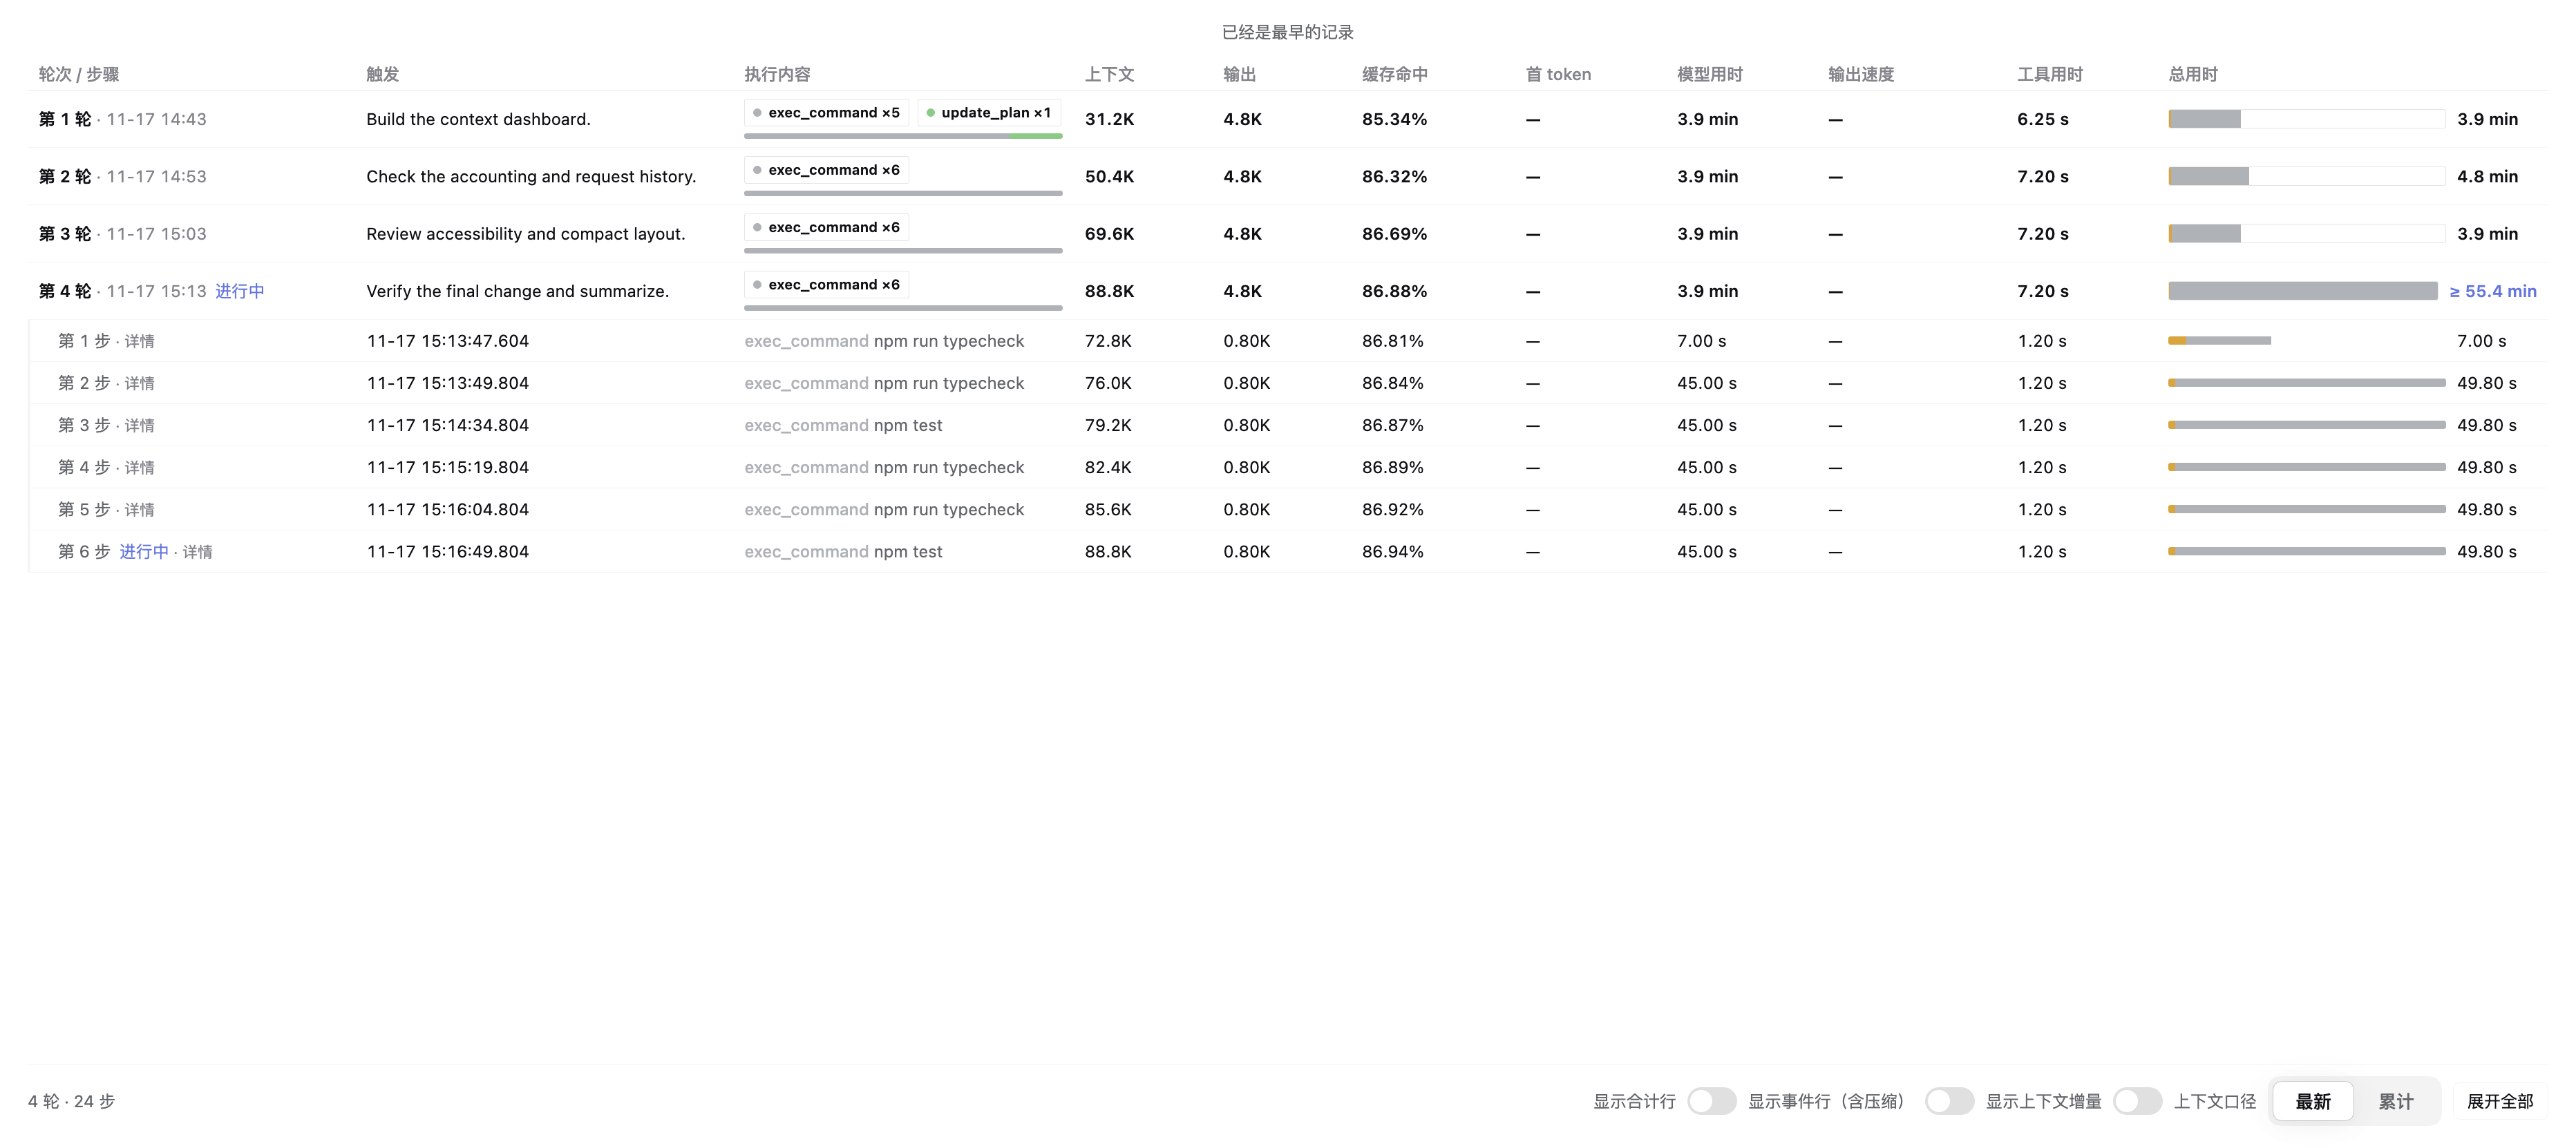 已经是最早的记录
轮次 / 步骤 触发 执行内容 上下文 输出 缓存命中 首 token 模型用时 输出速度 工具用时 总用时
第 1 轮 · 11-17 14:43 Build the context dashboard. exec_command ×5 update_plan ×1 31.2K 4.8K 85.34% — 3.9 min — 6.25 s 3.9 min
第 2 轮 · 11-17 14:53 Check the accounting and request history. exec_command ×6 50.4K 4.8K 86.32% — 3.9 min — 7.20 s 4.8 min
第 3 轮 · 11-17 15:03 Review accessibility and compact layout. exec_command ×6 69.6K 4.8K 86.69% — 3.9 min — 7.20 s 3.9 min
第 4 轮 · 11-17 15:13 进行中 Verify the final change and summarize. exec_command ×6 88.8K 4.8K 86.88% — 3.9 min — 7.20 s ≥ 55.4 min
第 1 步 · 详情 11-17 15:13:47.604 exec_command npm run typecheck 72.8K 0.80K 86.81% — 7.00 s — 1.20 s 7.00 s
第 2 步 · 详情 11-17 15:13:49.804 exec_command npm run typecheck 76.0K 0.80K 86.84% — 45.00 s — 1.20 s 49.80 s
第 3 步 · 详情 11-17 15:14:34.804 exec_command npm test 79.2K 0.80K 86.87% — 45.00 s — 1.20 s 49.80 s
第 4 步 · 详情 11-17 15:15:19.804 exec_command npm run typecheck 82.4K 0.80K 86.89% — 45.00 s — 1.20 s 49.80 s
第 5 步 · 详情 11-17 15:16:04.804 exec_command npm run typecheck 85.6K 0.80K 86.92% — 45.00 s — 1.20 s 49.80 s
第 6 步 进行中 · 详情 11-17 15:16:49.804 exec_command npm test 88.8K 0.80K 86.94% — 45.00 s — 1.20 s 49.80 s
4 轮 · 24 步 显示合计行 显示事件行（含压缩） 显示上下文增量 上下文口径 最新 累计 展开全部